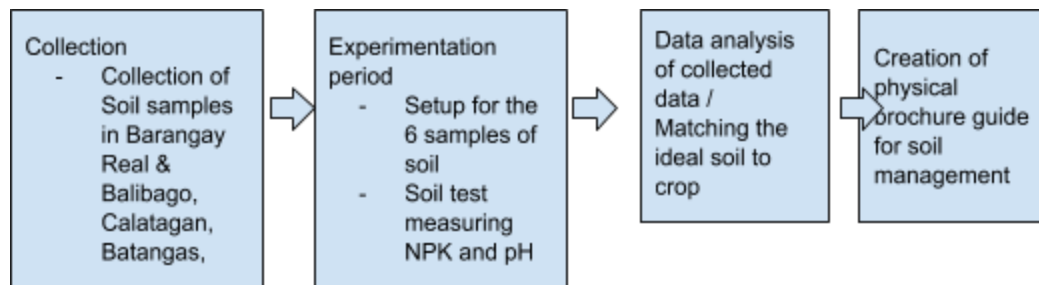 Collection
- Collection of
Soil samples
in Barangay
Real &
Balibago,
Calatagan,
Batangas,
Experimentation
period
- Setup for the
6 samples of
soil
- Soil test
measuring
NPK and pH
Data analysis
of collected
data /
Matching the
ideal soil to
crop
Creation of
physical
brochure guide
for soil
management